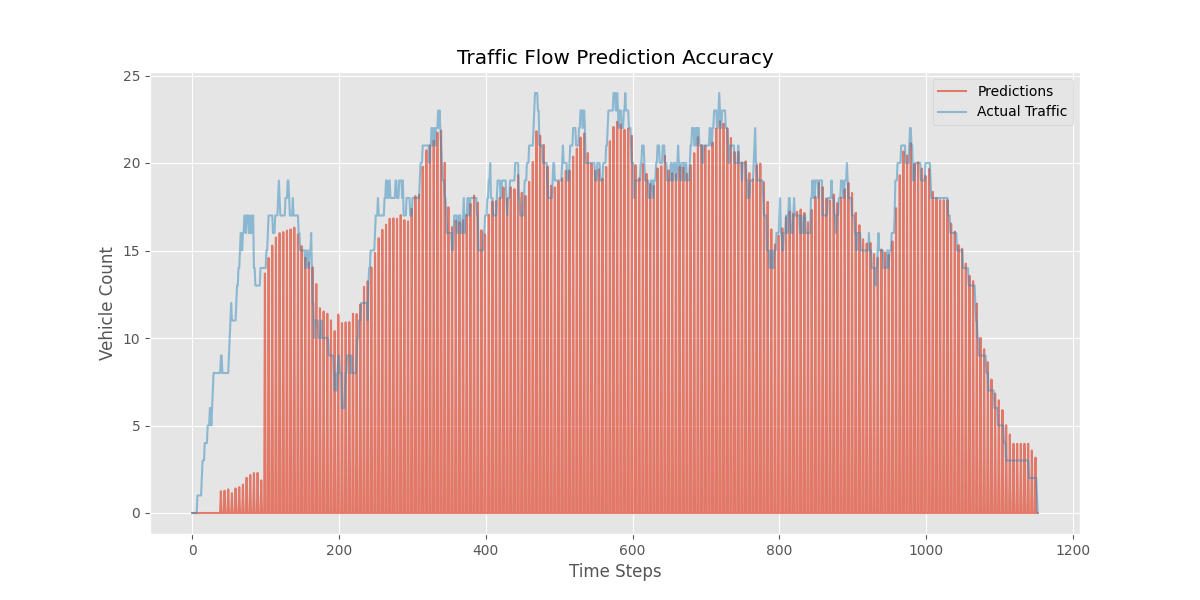 Traffic Flow Prediction Accuracy
Predictions
Actual Traffic
Vehicle Count
25
20
15
10
5
0
0 200 400 600 800 1000 1200
Time Steps